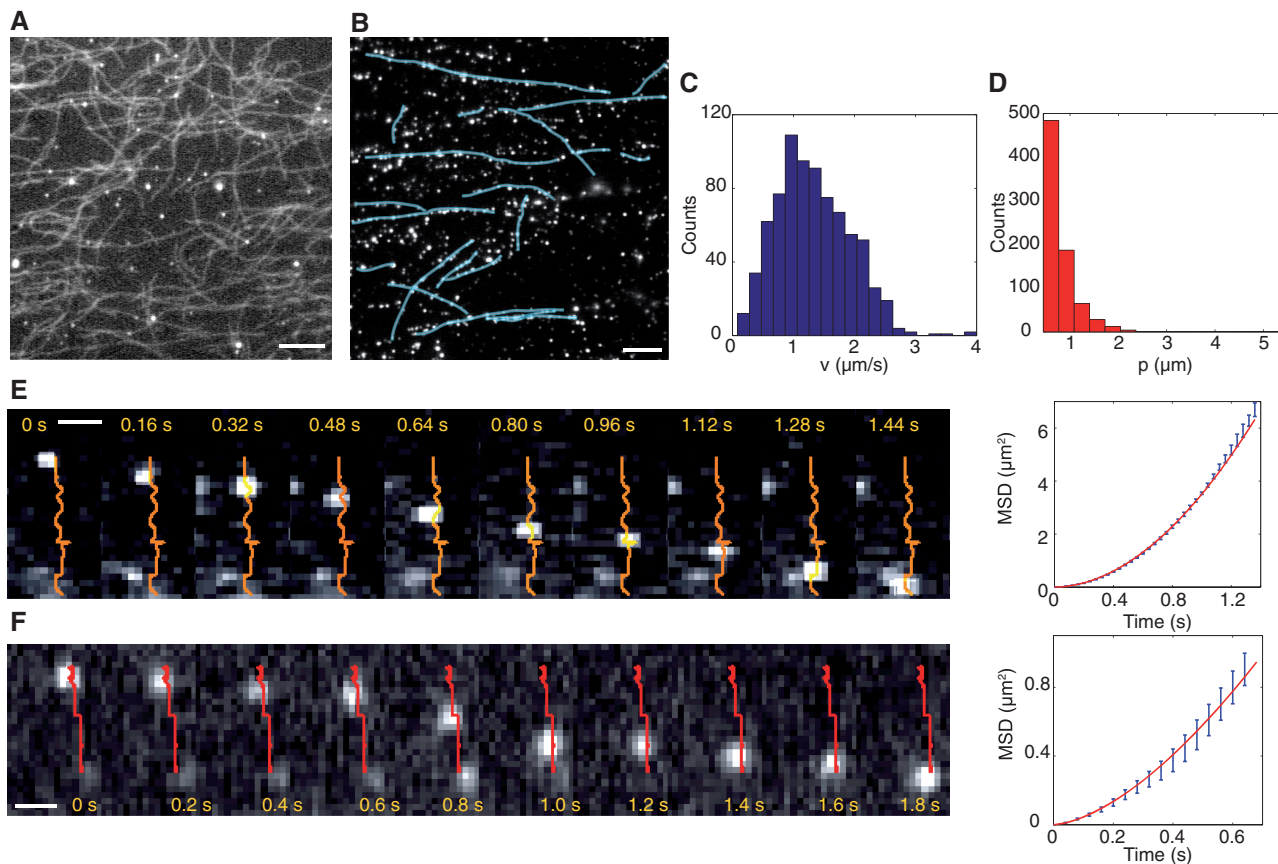 A
B
C
120
80
40
0
Counts
0 1 2 3 4
v (µm/s)
D
500
400
300
200
100
0
Counts
1 2 3 4 5
p (µm)
E
0 s 0.16 s 0.32 s 0.48 s 0.64 s 0.80 s 0.96 s 1.12 s 1.28 s 1.44 s
6
4
2
0
MSD (µm²)
0 0.4 0.8 1.2
Time (s)
F
0 s 0.2 s 0.4 s 0.6 s 0.8 s 1.0 s 1.2 s 1.4 s 1.6 s 1.8 s
0.8
0.4
0
MSD (µm²)
0 0.2 0.4 0.6
Time (s)